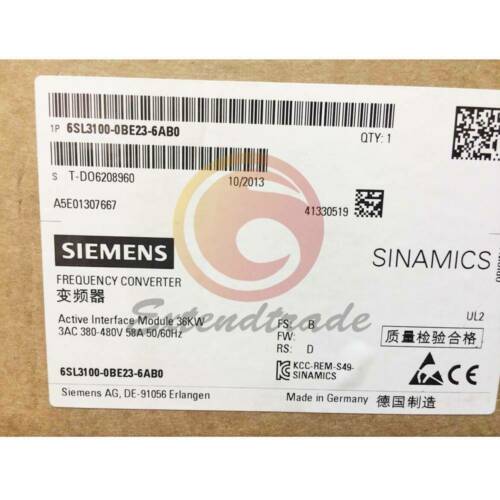 1P 6SL3100-0BE23-6AB0
QTY: 1
S T-DO6208960
10/2013
A5E01307667
41330519
SIEMENS
SINAMICS
FREQUENCY CONVERTER
变频器
Extendtrade
Active Interface Module 36KW
3AC 380-480V 58A 50/60Hz
FS: B
FW:
RS: D
UL2
质量检验合格
6SL3100-0BE23-6AB0
KCC-REM-S49-
SINAMICS
CE
Siemens AG, DE-91056 Erlangen
Made in Germany 德国制造